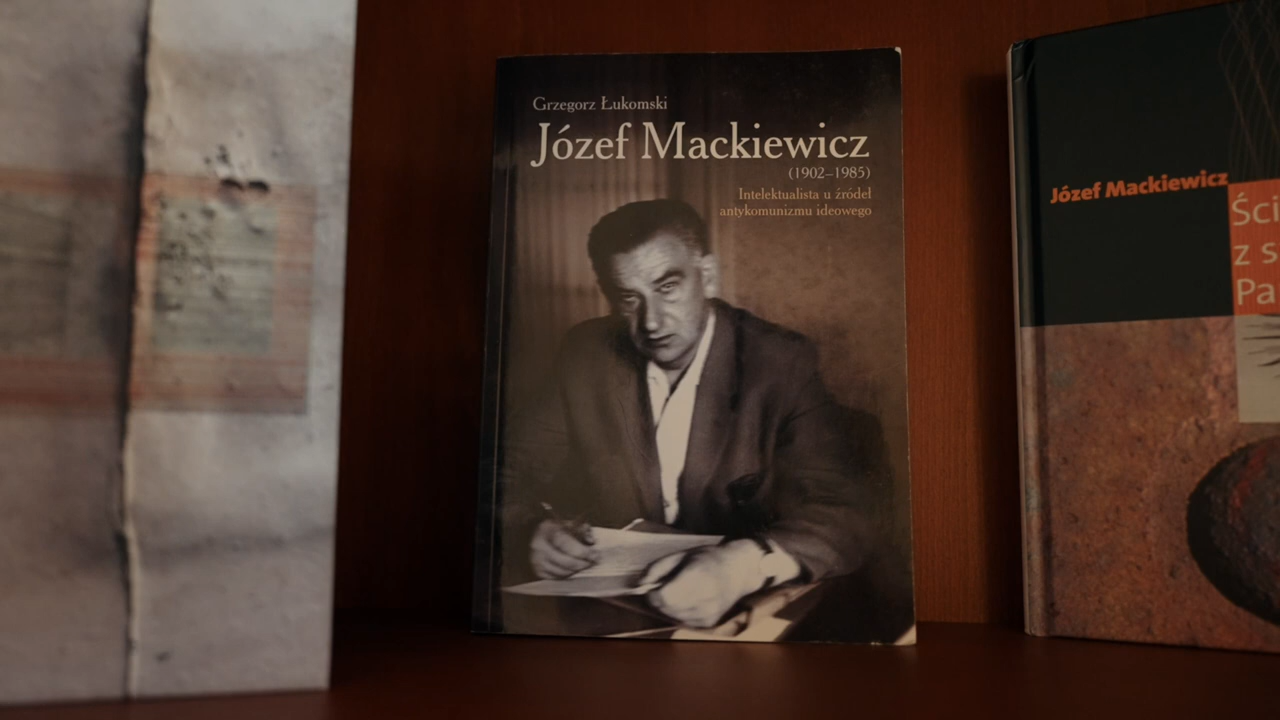 Grzegorz Łukomski
Józef Mackiewicz
(1902–1985)
Intelektualista u źródeł
antykomunizmu ideowego
Józef Mackiewicz